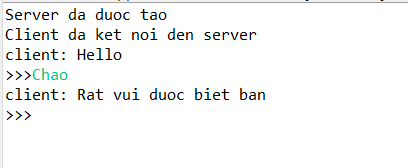 Server da duoc tao
Client da ket noi den server
client: Hello
>>>Chao
client: Rat vui duoc biet ban
>>>